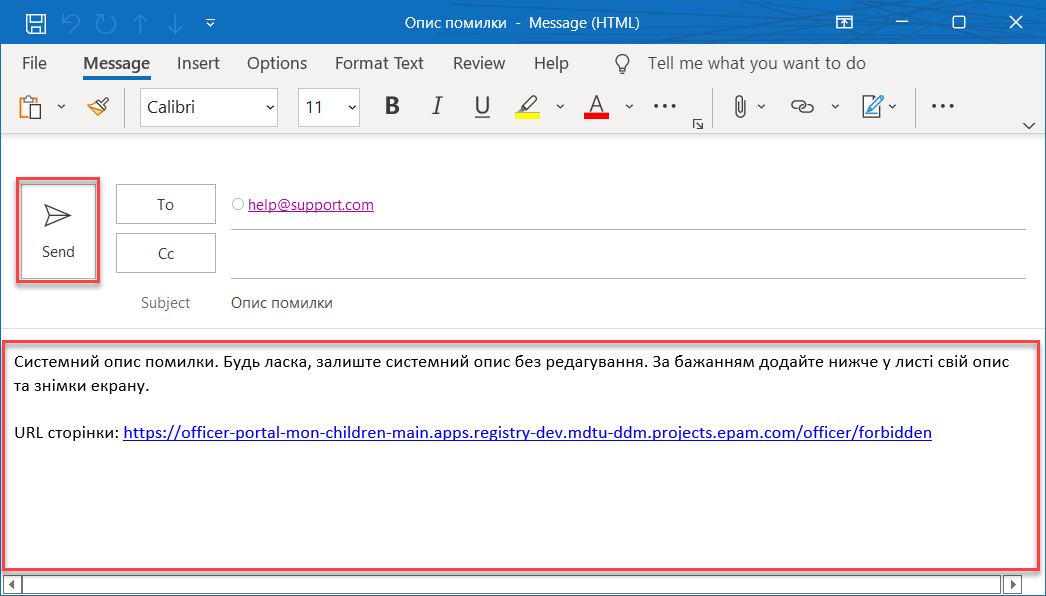 Опис помилки - Message (HTML)
File Message Insert Options Format Text Review Help Tell me what you want to do
Calibri 11 B I U A
Send
To help@support.com
Cc
Subject Опис помилки
Системний опис помилки. Будь ласка, залиште системний опис без редагування. За бажанням додайте нижче у листі свій опис
та знімки екрану.
URL сторінки: https://officer-portal-mon-children-main.apps.registry-dev.mdtu-ddm.projects.epam.com/officer/forbidden